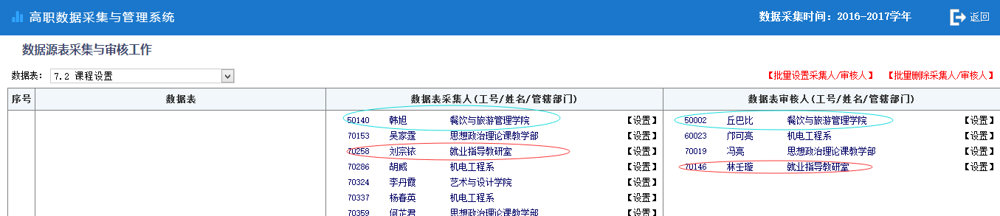 高职数据采集与管理系统 数据采集时间：2016-2017学年 返回
数据源表采集与审核工作
数据表： 7.2 课程设置 【批量设置采集人/审核人】 【批量删除采集人/审核人】
序号 数据表 数据表采集人(工号/姓名/管辖部门) 数据表审核人(工号/姓名/管辖部门)
50140 韩旭 餐饮与旅游管理学院 【设置】 50002 丘巴比 餐饮与旅游管理学院 【设置】
70153 吴家霆 思想政治理论课教学部 【设置】 60023 邝可亮 机电工程系 【设置】
70258 刘宗铱 就业指导教研室 【设置】 70019 冯亮 思想政治理论课教学部 【设置】
70286 胡威 机电工程系 【设置】 70146 林壬璇 就业指导教研室 【设置】
70324 李丹霞 艺术与设计学院 【设置】
70337 杨春英 机电工程系 【设置】
70359 何芷君 思想政治理论课教学部 【设置】